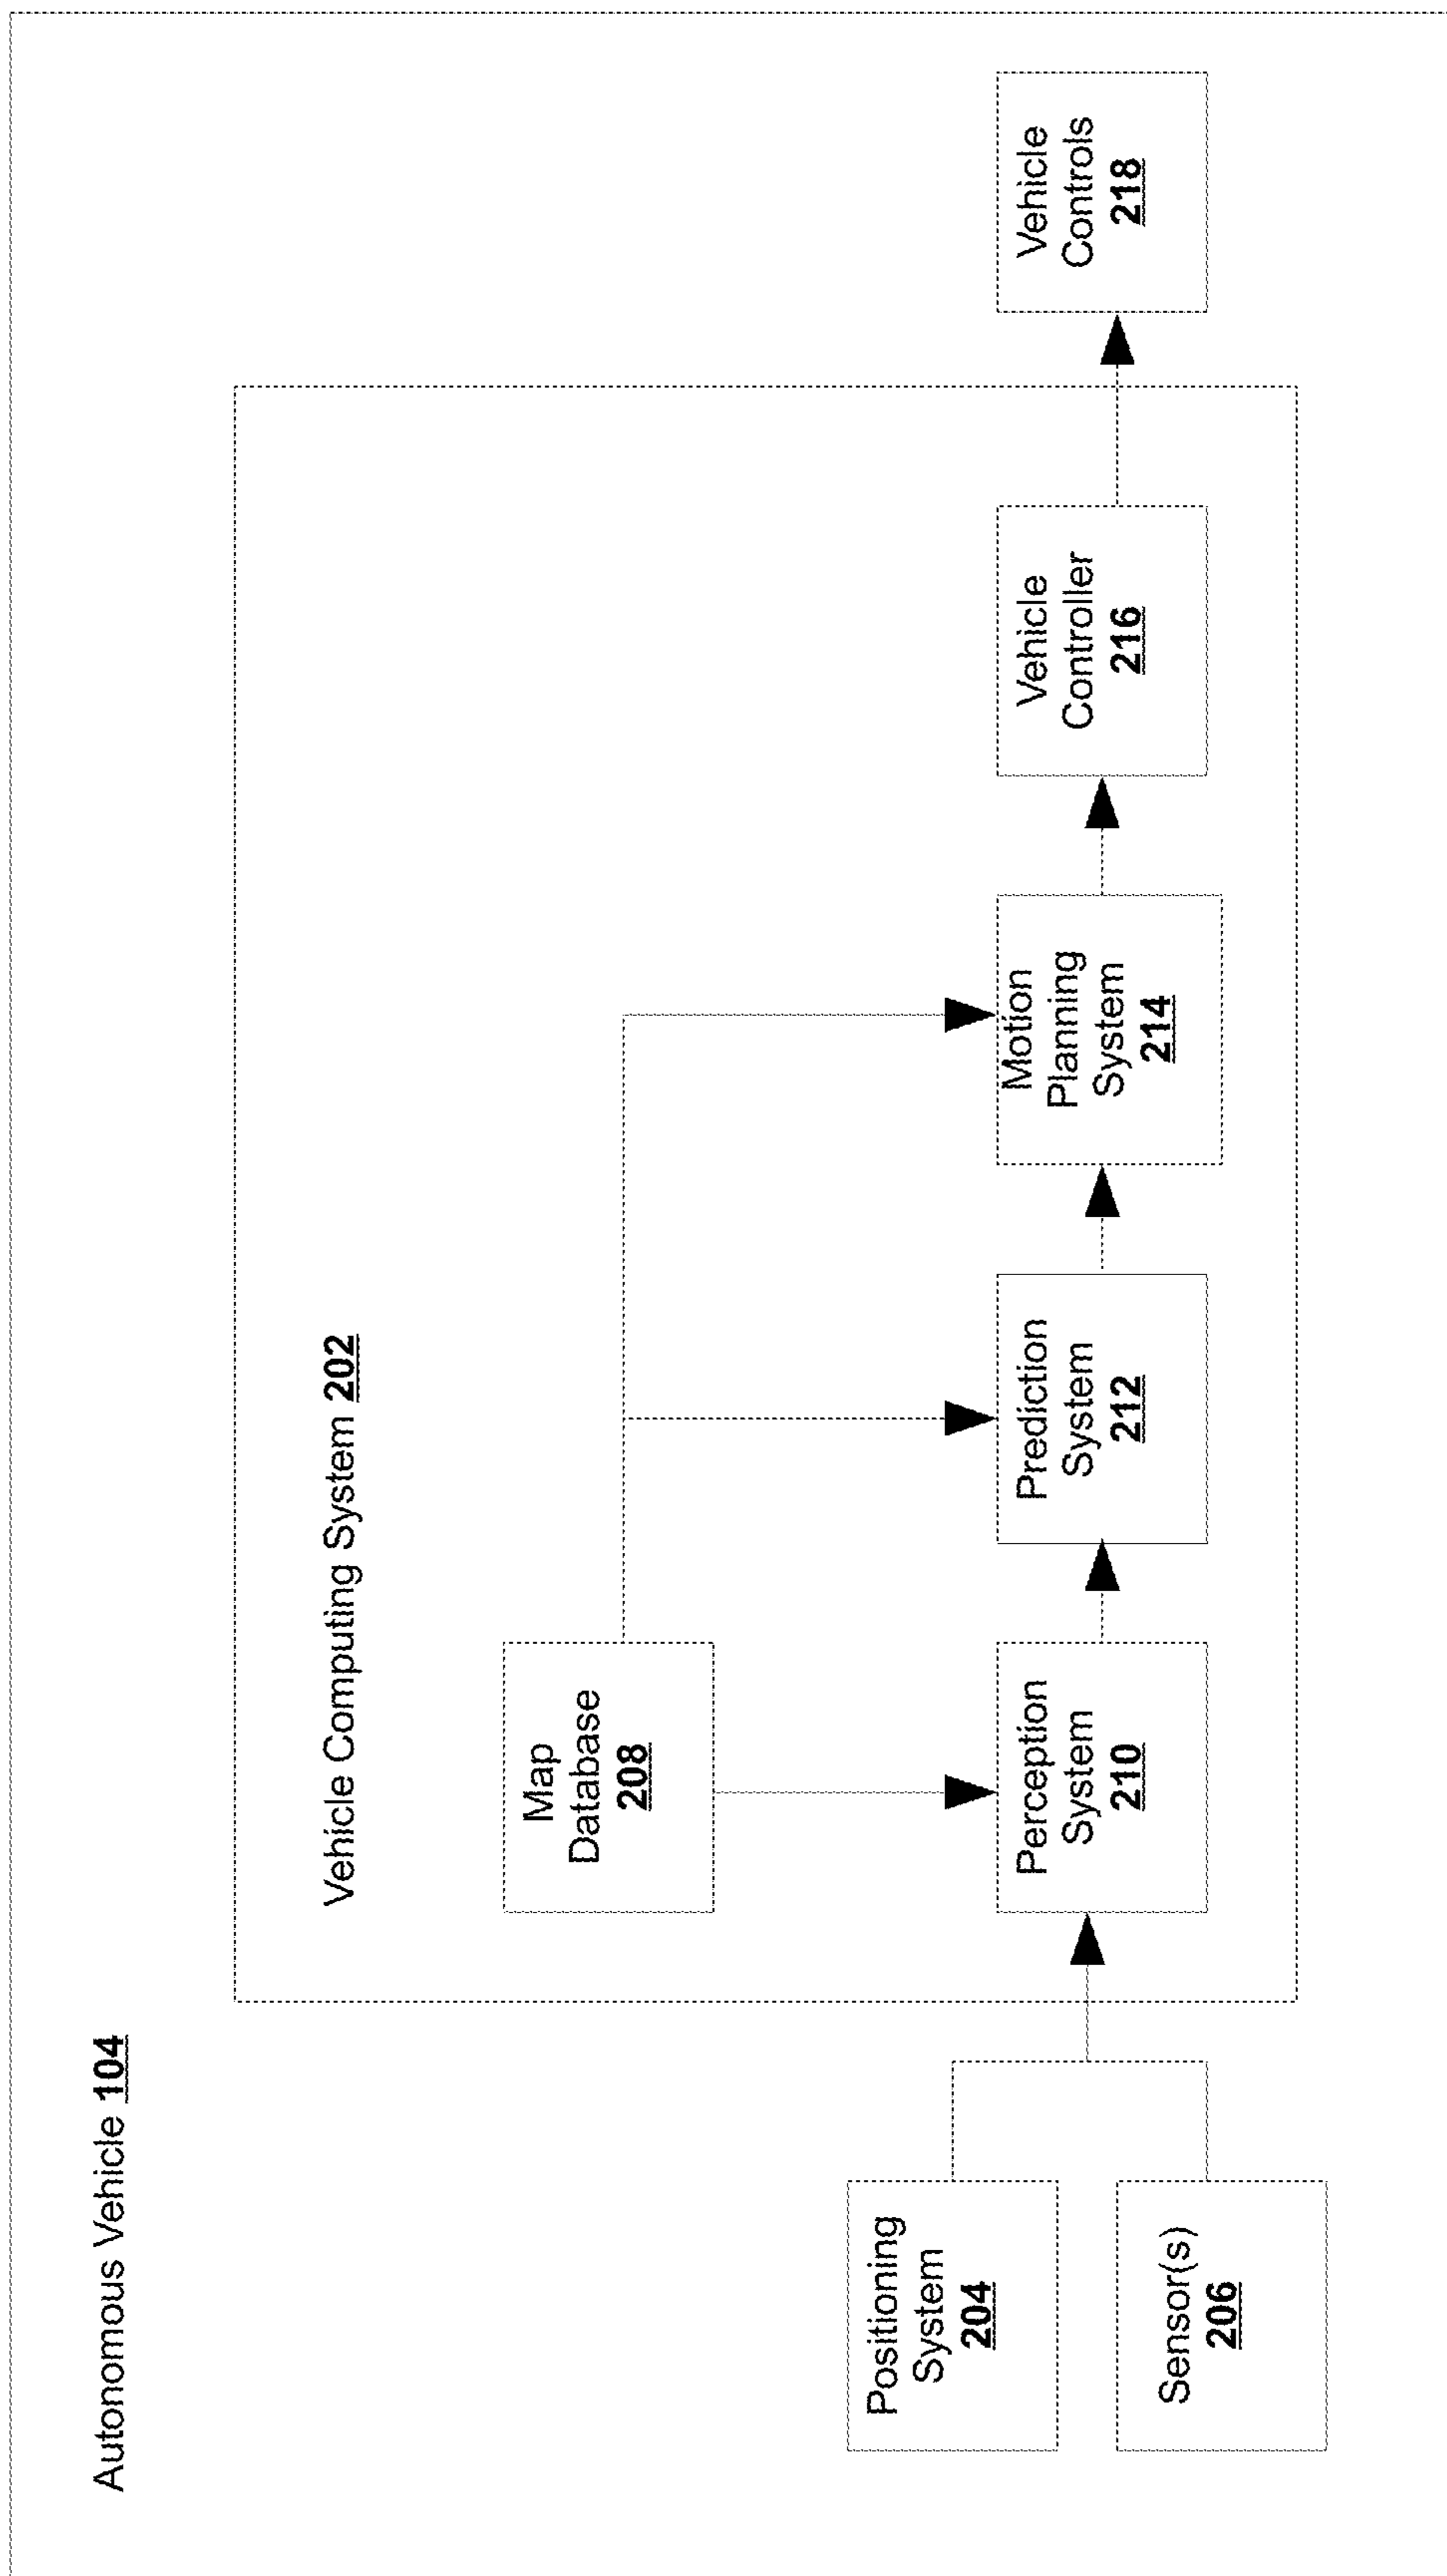 Autonomous Vehicle 104
Vehicle Computing System 202
Map
Database
208
Positioning
System
204
Sensor(s)
206
Perception
System
210
Prediction
System
212
Motion
Planning
System
214
Vehicle
Controller
216
Vehicle
Controls
218